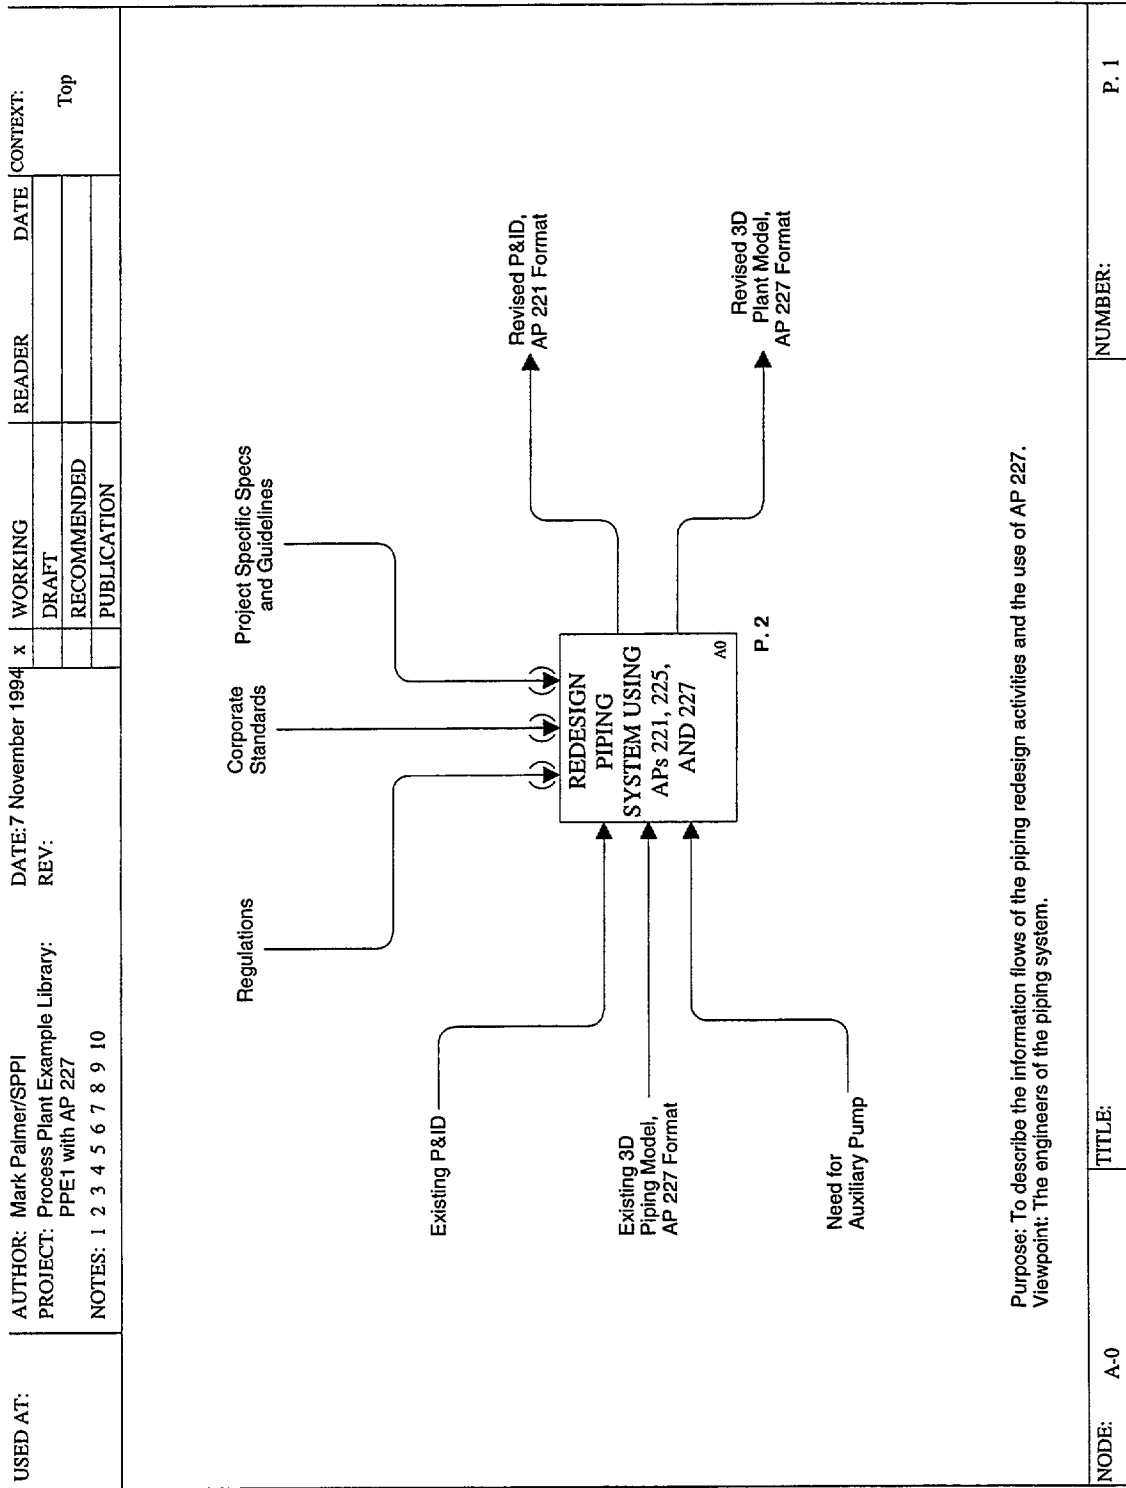 USED AT:
AUTHOR: Mark Palmer/SPPI
DATE:7 November 1994
PROJECT: Process Plant Example Library:
PPE1 with AP 227
REV:
NOTES: 1 2 3 4 5 6 7 8 9 10
x WORKING
DRAFT
RECOMMENDED
PUBLICATION
READER DATE
CONTEXT:
Top
Regulations
Corporate
Standards
Project Specific Specs
and Guidelines
Existing P&ID
Existing 3D
Piping Model,
AP 227 Format
Need for
Auxiliary Pump
REDESIGN
PIPING
SYSTEM USING
APs 221, 225,
AND 227
A0
P. 2
Revised P&ID,
AP 221 Format
Revised 3D
Plant Model,
AP 227 Format
Purpose: To describe the information flows of the piping redesign activities and the use of AP 227.
Viewpoint: The engineers of the piping system.
NODE: A-0
TITLE:
NUMBER:
P. 1